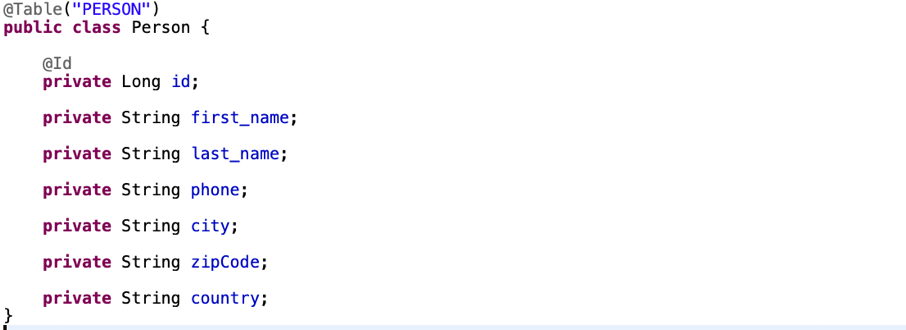 @Table("PERSON")
public class Person {
@Id
private Long id;
private String first_name;
private String last_name;
private String phone;
private String city;
private String zipCode;
private String country;
}